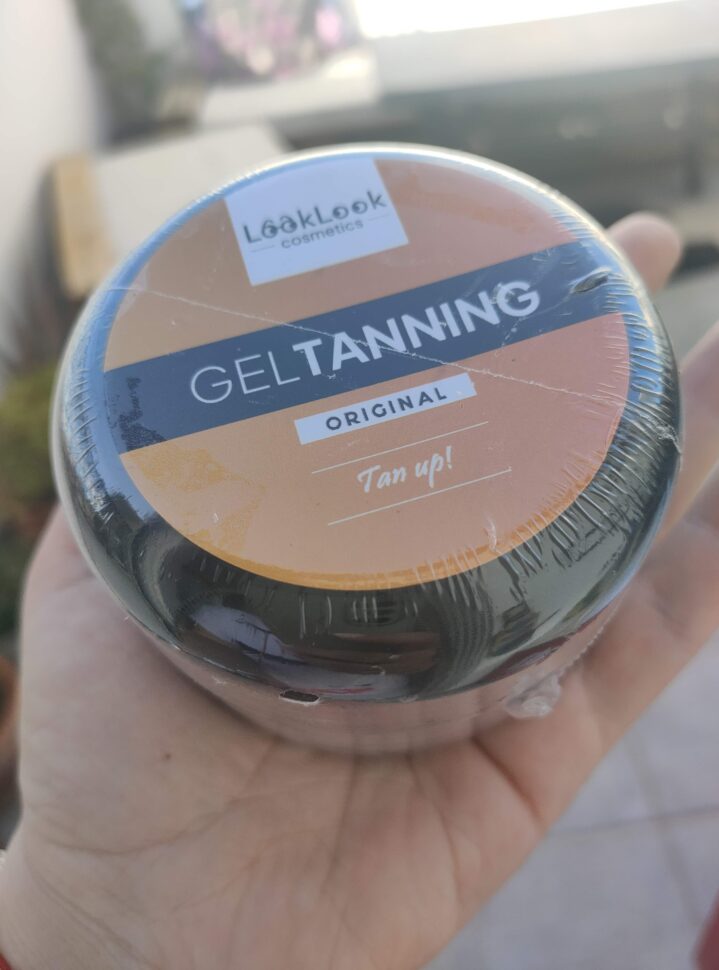 LookLook
cosmetics
GELTANNING
ORIGINAL
Tan up!